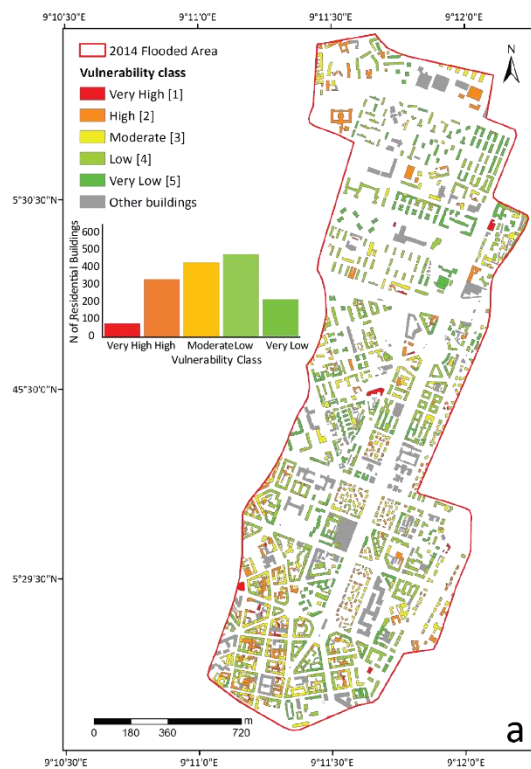 9°10'30"E 9°11'0"E 9°11'30"E 9°12'0"E
2014 Flooded Area
N
Vulnerability class
Very High [1]
High [2]
Moderate [3]
Low [4]
Very Low [5]
Other buildings
5°30'30"N
600
500
400
300
200
100
0
N of Residential Buildings
Very High High Moderate Low Very Low
Vulnerability Class
45°30'0"N
5°29'30"N
m
0 180 360 720
a
9°10'30"E 9°11'0"E 9°11'30"E 9°12'0"E